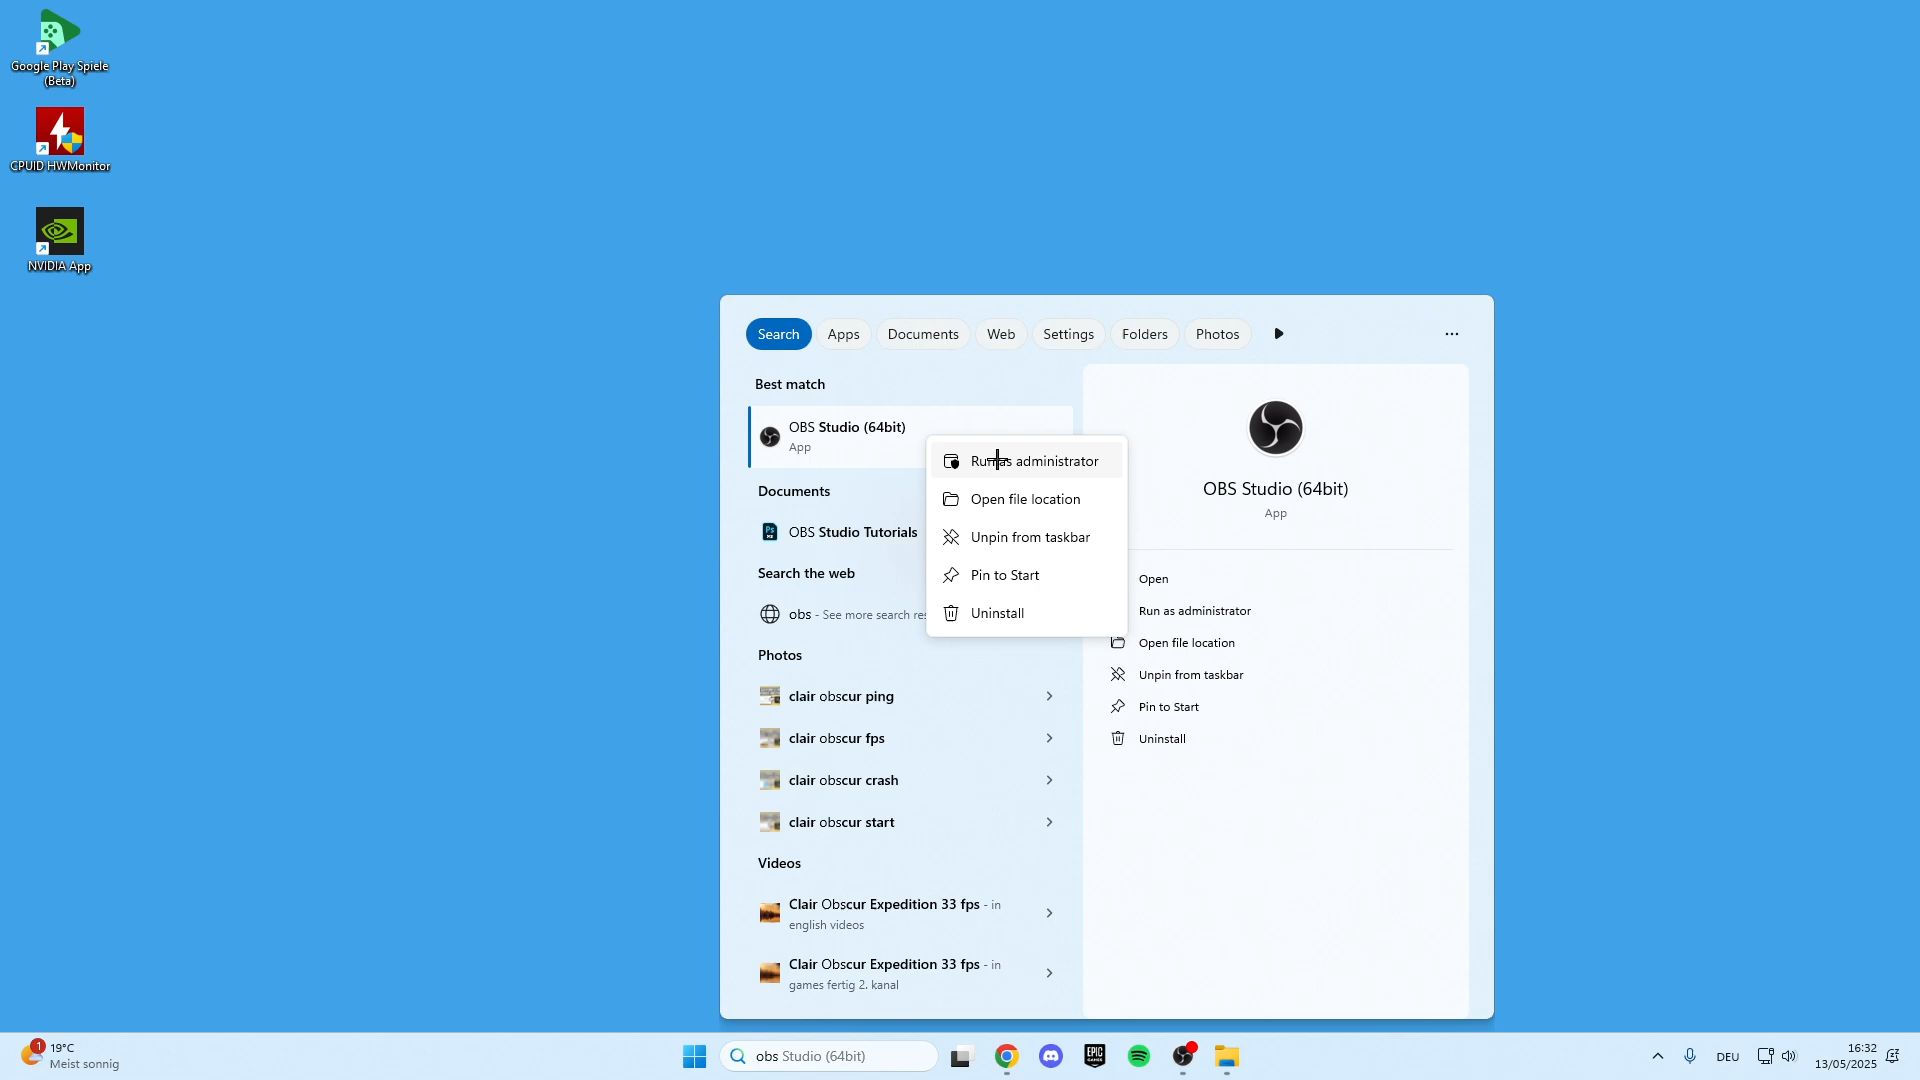 Google Play Spiele
(Beta)
CPUID HWMonitor
NVIDIA App
Search
Apps
Documents
Web
Settings
Folders
Photos
Best match
OBS Studio (64bit)
App
Documents
OBS Studio Tutorials
Search the web
obs - See more search res
Photos
clair obscur ping
clair obscur fps
clair obscur crash
clair obscur start
Videos
Clair Obscur Expedition 33 fps - in
english videos
Clair Obscur Expedition 33 fps - in
games fertig 2. kanal
Run as administrator
Open file location
Unpin from taskbar
Pin to Start
Uninstall
OBS Studio (64bit)
App
Open
Run as administrator
Open file location
Unpin from taskbar
Pin to Start
Uninstall
1
19°C
Meist sonnig
obs Studio (64bit)
EPIC
GAMES
DEU
16:32
13/05/2025